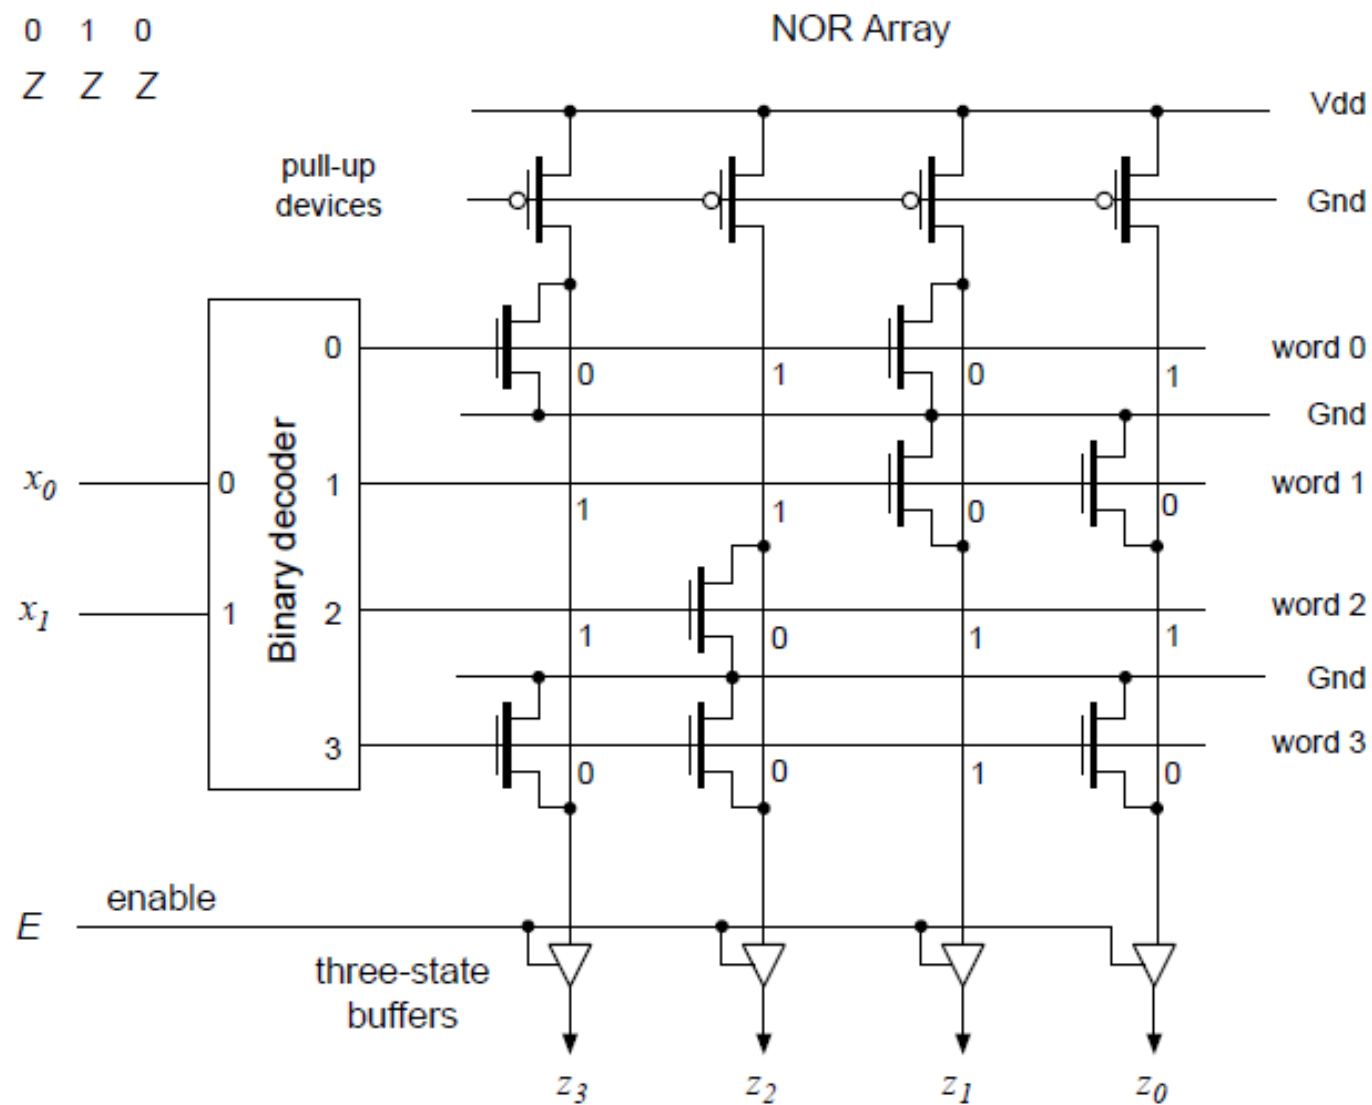 0 1 0
NOR Array
Z Z Z
Vdd
pull-up
devices
Gnd
0
word 0
0 1 0 1
Gnd
Binary decoder
x0
0
1
word 1
1 1 0 0
x1
1
2
word 2
1 0 1 1
Gnd
3
word 3
0 0 1 0
enable
E
three-state
buffers
z3 z2 z1 z0